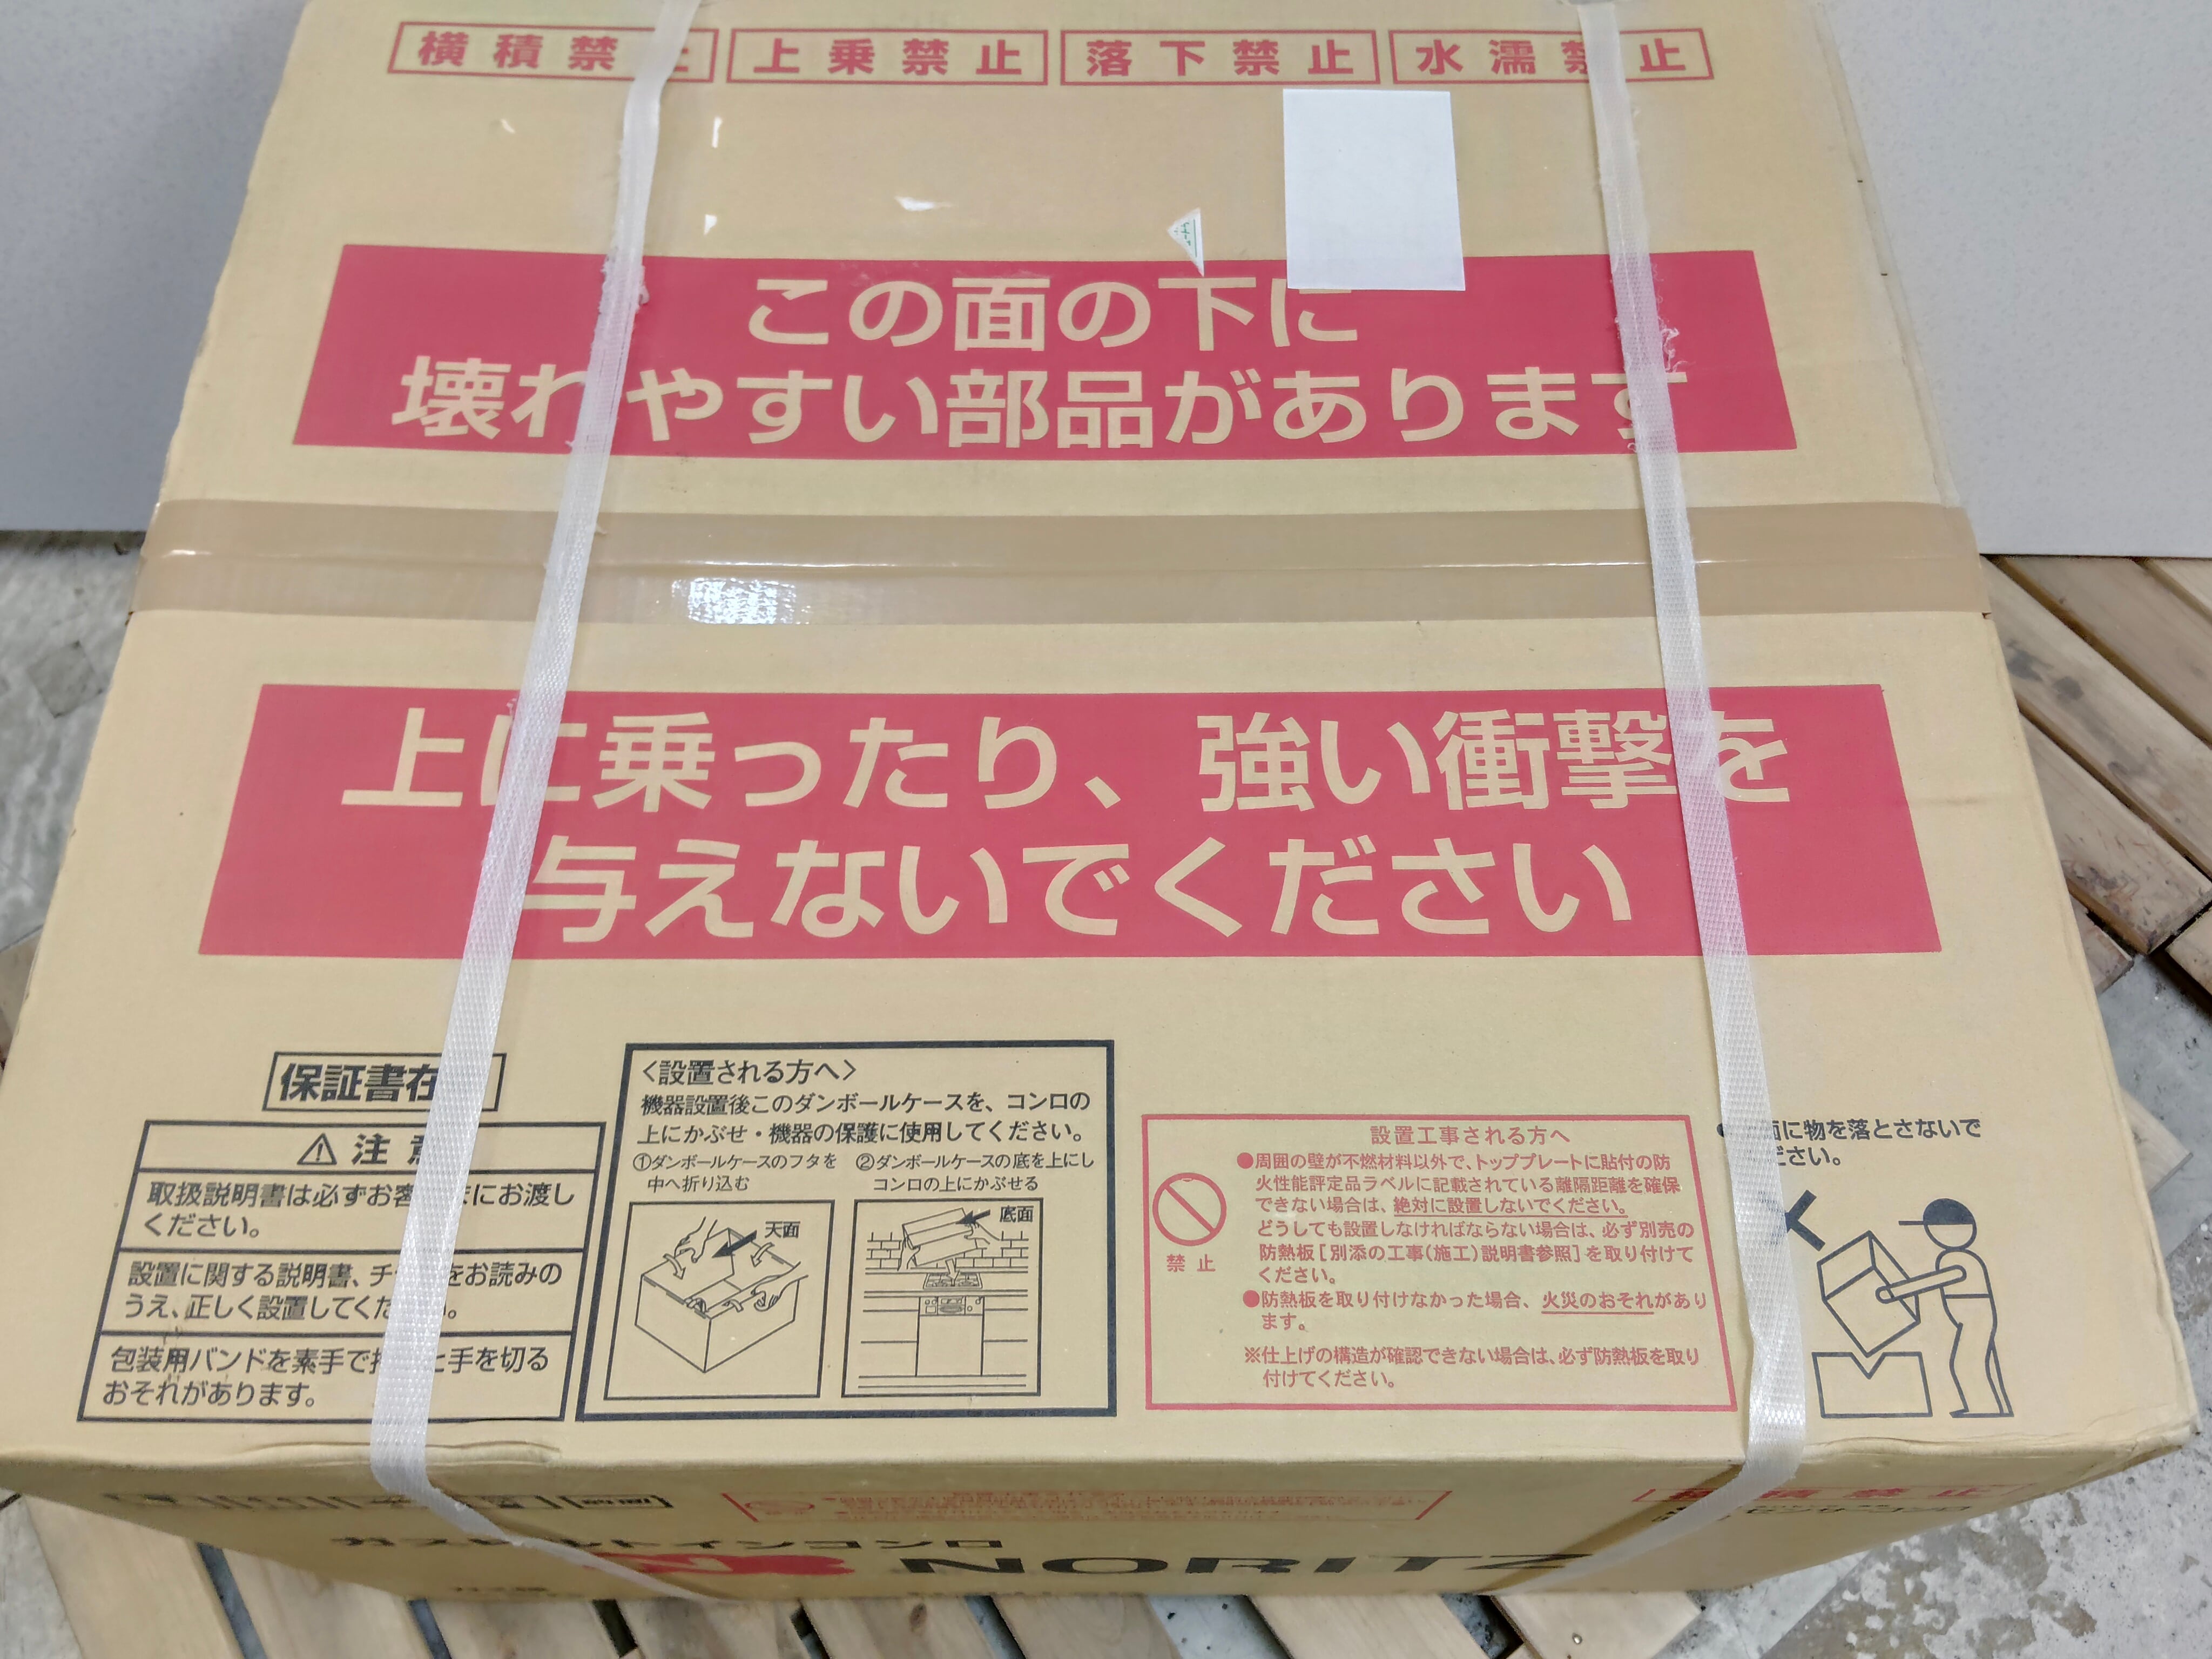 横積禁止
上乗禁止
落下禁止
水濡禁止
この面の下に
壊れやすい部品があります
上に乗ったり、強い衝撃を
与えないでください
保証書在
⚠注意
取扱説明書は必ずお客まにお渡し
ください。
設置に関する説明書、チをお読みの
うえ、正しく設置してくだい。
包装用バンドを素手で持と手を切る
おそれがあります。
〈設置される方へ〉
機器設置後このダンボールケースを、コンロの
上にかぶせ・機器の保護に使用してください。
①ダンボールケースのフタを
中へ折り込む
②ダンボールケースの底を上にし
コンロの上にかぶせる
天面
底面
設置工事される方へ
禁止
●周囲の壁が不燃材料以外で、トッププレートに貼付の防
火性能評定品ラベルに記載されている離隔距離を確保
できない場合は、絶対に設置しないでください。
どうしても設置しなければならない場合は、必ず別売の
防熱板[別添の工事(施工)説明書参照]を取り付けて
ください。
●防熱板を取り付けなかった場合、火災のおそれがあり
ます。
※仕上げの構造が確認できない場合は、必ず防熱板を取り
付けてください。
面に物を落とさないで
ださい。
横積禁止
ガスビルトインコンロ
NORITZ